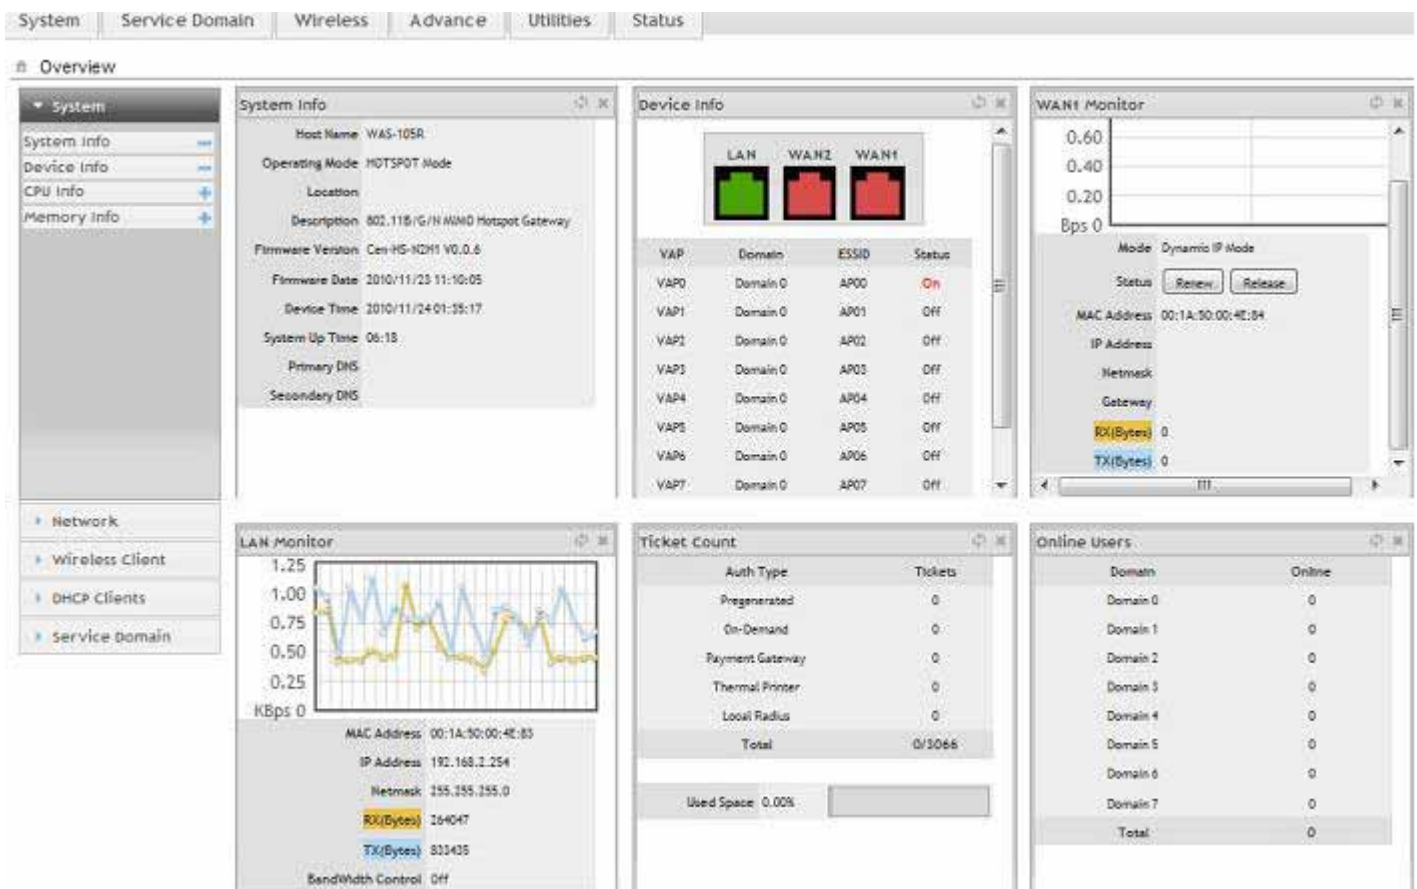 System Service Domain Wireless Advance Utilities Status
Overview
System
System Info
Device Info
CPU Info
Memory Info
Network
Wireless Client
DHCP Clients
Service Domain
System Info
Host Name WAS-105R
Operating Mode HOTSPOT Mode
Location
Description 802.11B/G/N MIMO Hotspot Gateway
Firmware Version Cen-HS-N2H1 V0.0.6
Firmware Date 2010/11/23 11:10:05
Device Time 2010/11/24 01:35:17
System Up Time 06:18
Primary DNS
Secondary DNS
Device Info
LAN WAN2 WAN1
VAP Domain ESSID Status
VAP0 Domain 0 AP00 On
VAP1 Domain 0 AP01 Off
VAP2 Domain 0 AP02 Off
VAP3 Domain 0 AP03 Off
VAP4 Domain 0 AP04 Off
VAP5 Domain 0 AP05 Off
VAP6 Domain 0 AP06 Off
VAP7 Domain 0 AP07 Off
WAN1 Monitor
0.60
0.40
0.20
Bps 0
Mode Dynamic IP Mode
Status Renew Release
MAC Address 00:1A:50:00:4E:84
IP Address
Netmask
Gateway
RX(Bytes) 0
TX(Bytes) 0
LAN Monitor
1.25
1.00
0.75
0.50
0.25
KBps 0
MAC Address 00:1A:50:00:4E:83
IP Address 192.168.2.254
Netmask 255.255.255.0
RX(Bytes) 264047
TX(Bytes) 833435
BandWidth Control Off
Ticket Count
Auth Type Tickets
Pregenerated 0
On-Demand 0
Payment Gateway 0
Thermal Printer 0
Local Radius 0
Total 0/3066
Used Space 0.00%
Online Users
Domain Online
Domain 0 0
Domain 1 0
Domain 2 0
Domain 3 0
Domain 4 0
Domain 5 0
Domain 6 0
Domain 7 0
Total 0